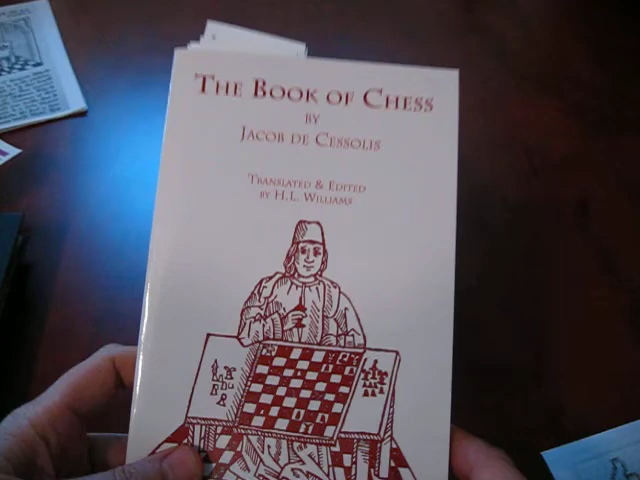 THE BOOK OF CHESS
BY
JACOB DE CESSOLIS
TRANSLATED & EDITED
BY H.L. WILLIAMS